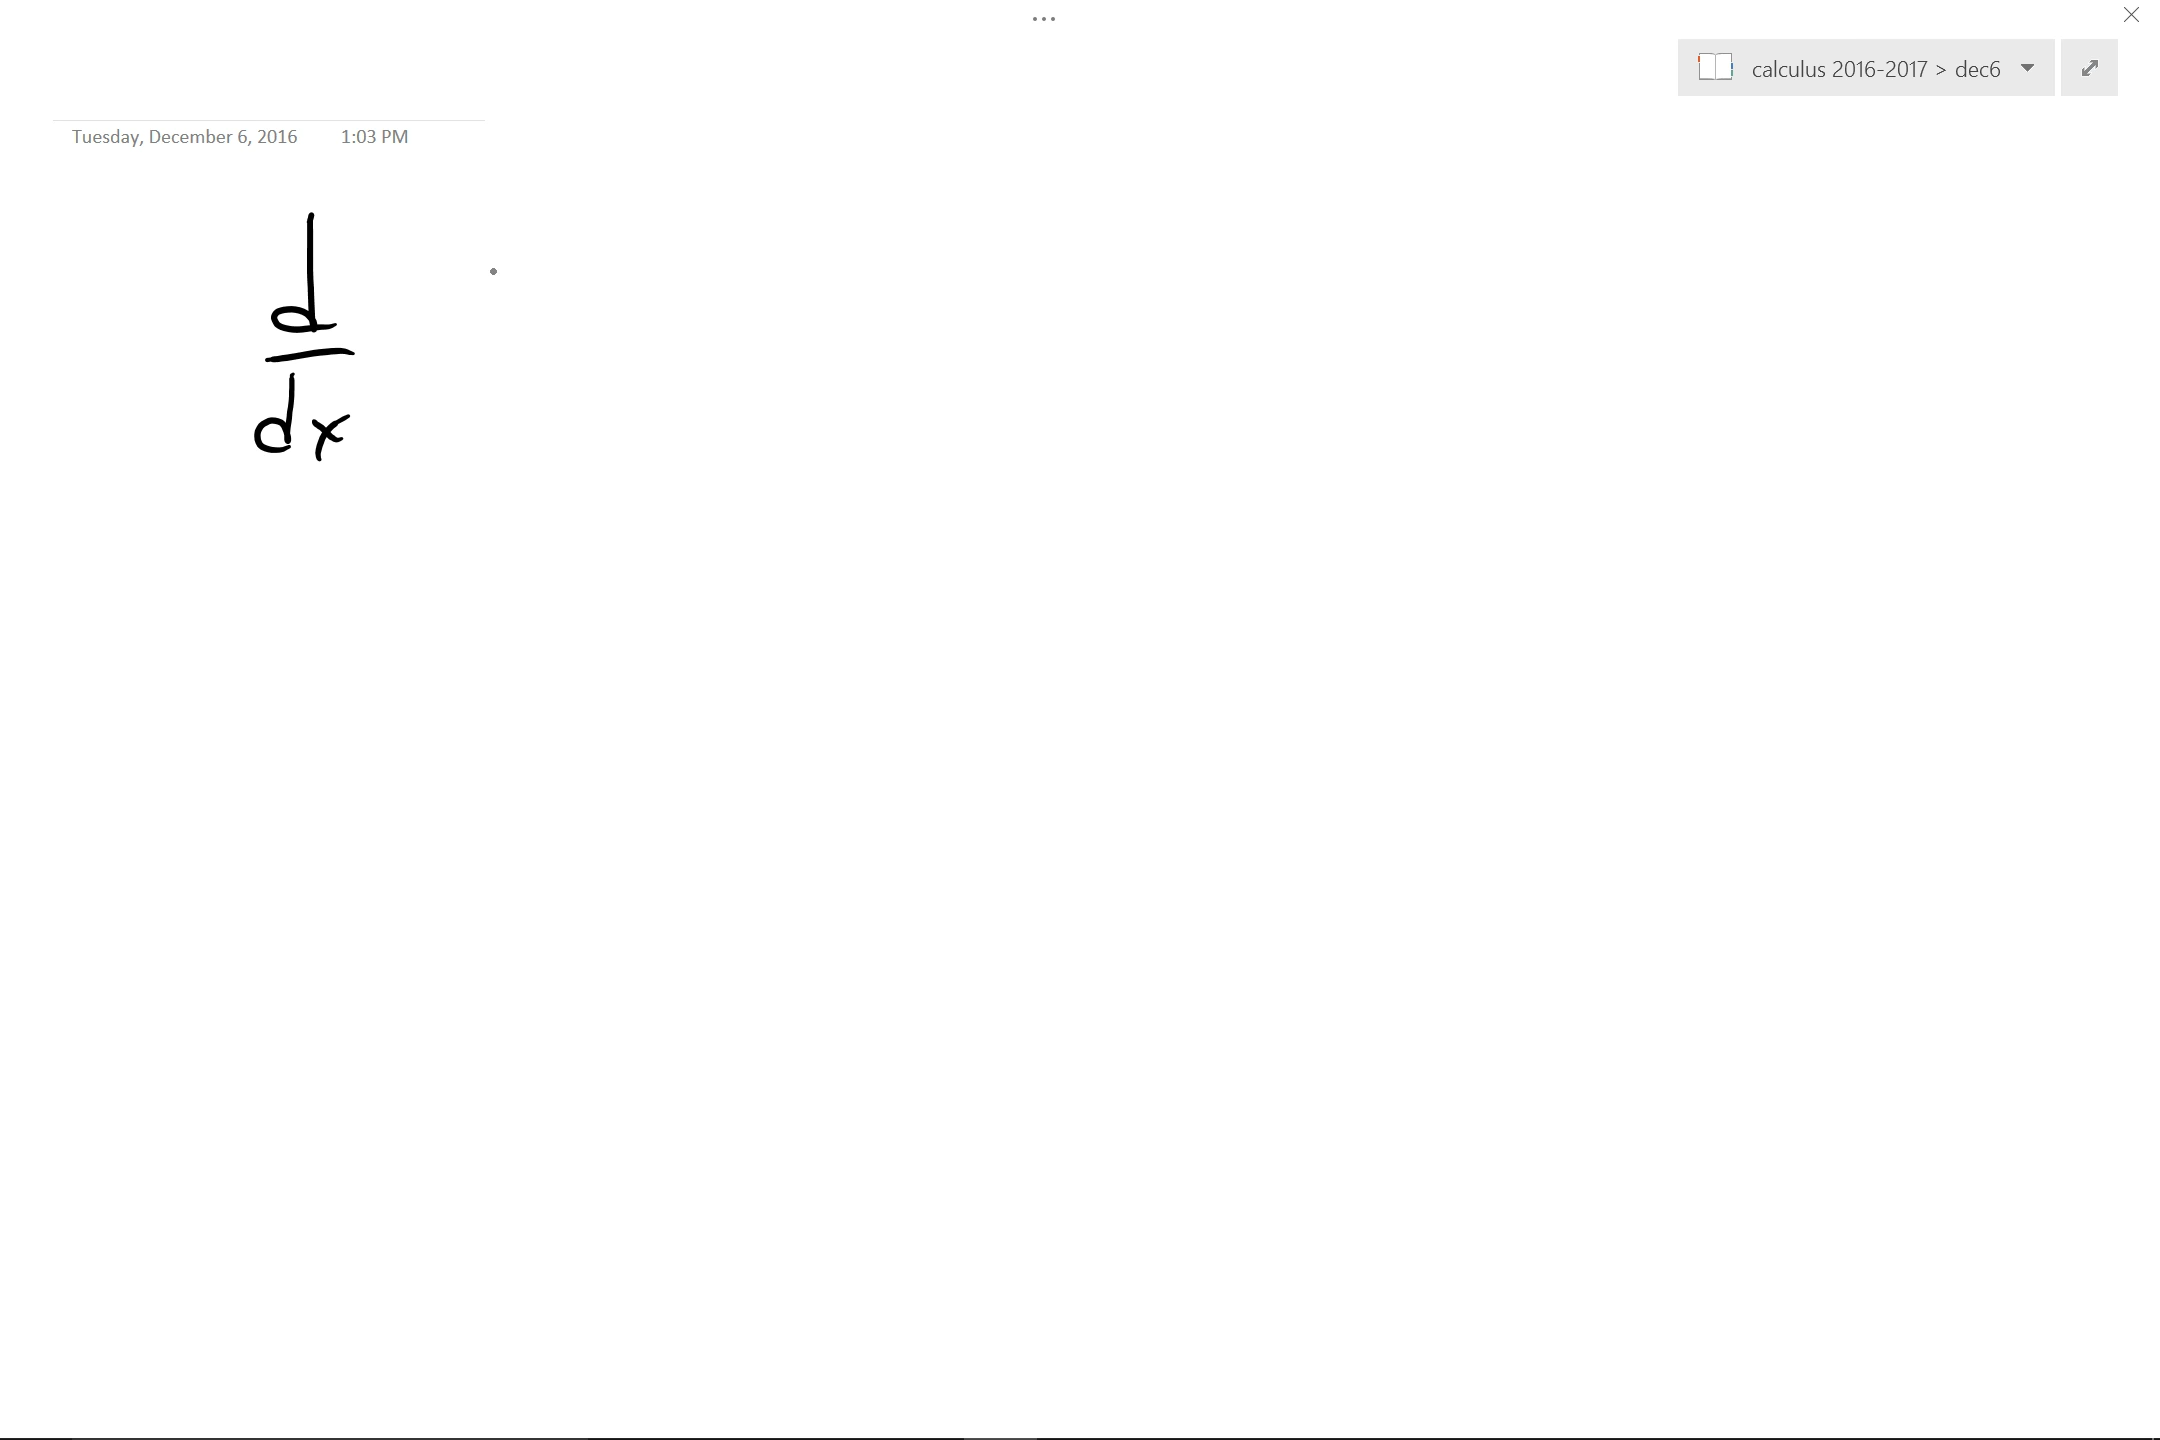 calculus 2016-2017 > dec6
Tuesday, December 6, 2016 1:03 PM
d
dx